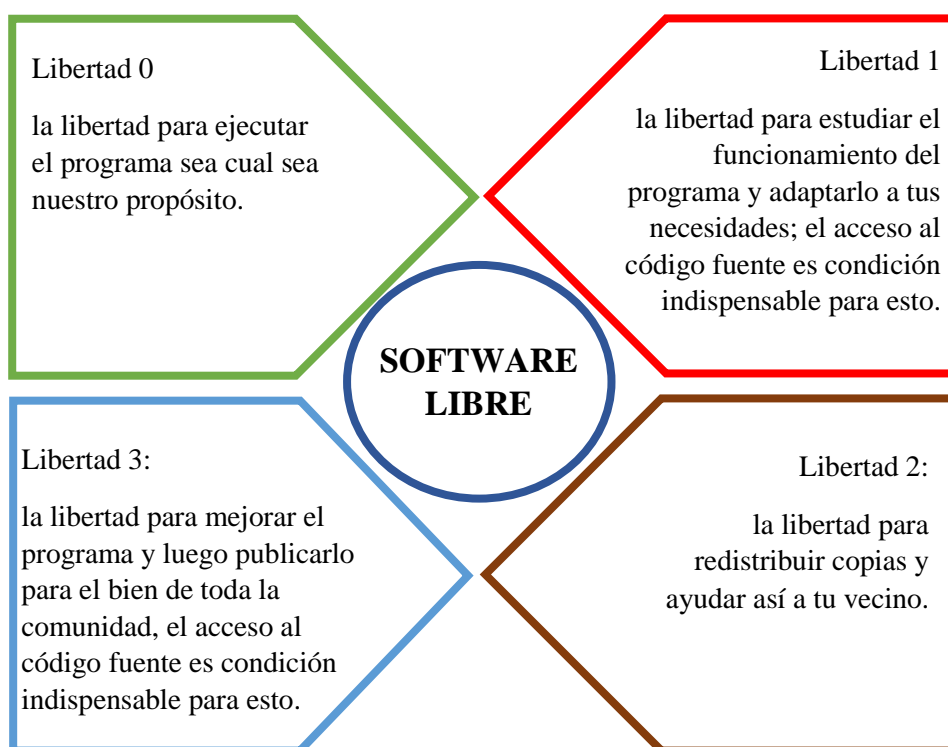 Libertad 0
la libertad para ejecutar
el programa sea cual sea
nuestro propósito.
Libertad 1
la libertad para estudiar el
funcionamiento del
programa y adaptarlo a tus
necesidades; el acceso al
código fuente es condición
indispensable para esto.
SOFTWARE
LIBRE
Libertad 3:
la libertad para mejorar el
programa y luego publicarlo
para el bien de toda la
comunidad, el acceso al
código fuente es condición
indispensable para esto.
Libertad 2:
la libertad para
redistribuir copias y
ayudar así a tu vecino.